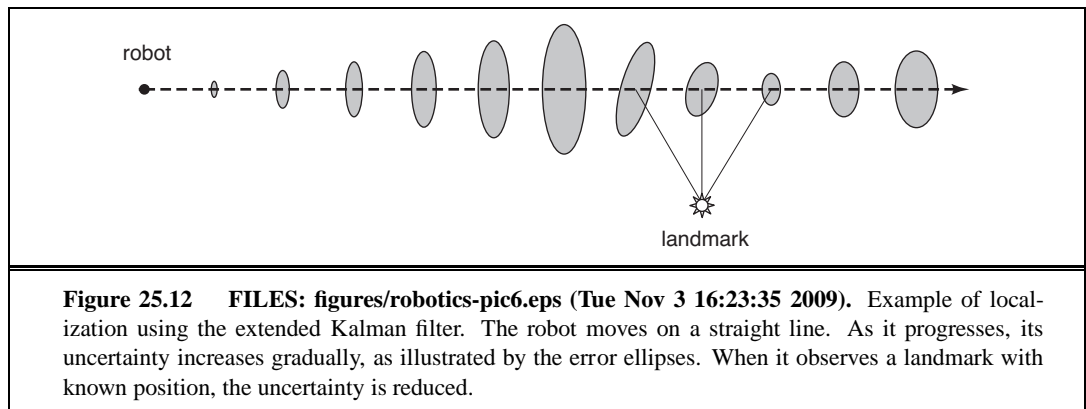 robot
landmark
Figure 25.12 FILES: figures/robotics-pic6.eps (Tue Nov 3 16:23:35 2009). Example of local-
ization using the extended Kalman filter. The robot moves on a straight line. As it progresses, its
uncertainty increases gradually, as illustrated by the error ellipses. When it observes a landmark with
known position, the uncertainty is reduced.